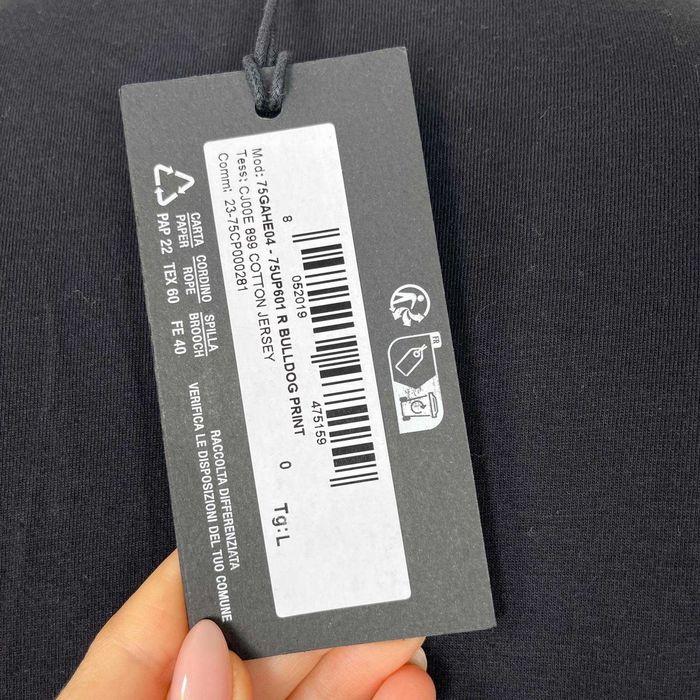 Mod: 75GAHE04 - 75UP601 R BULLDOG PRINT
Tess: CJ00E 899 COTTON JERSEY
Comm: 23-75CP000281
8 052019 475159 0
Tg:L
CARTA CORDINO SPILLA
PAPER ROPE BROOCH
PAP 22 TEX 60 FE 40
RACCOLTA DIFFERENZIATA
VERIFICA LE DISPOSIZIONI DEL TUO COMUNE
FR